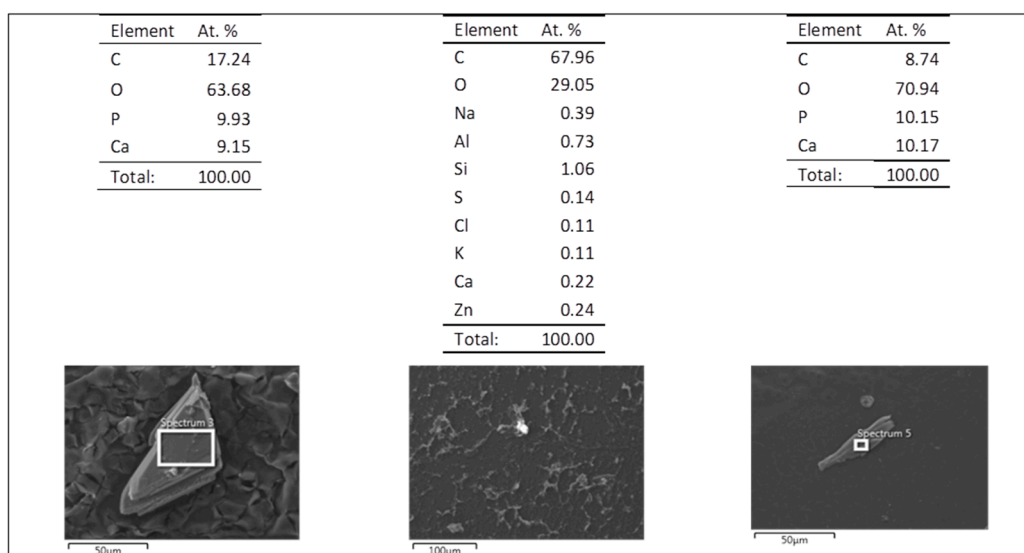 Element At. %
C 17.24
O 63.68
P 9.93
Ca 9.15
Total: 100.00
Element At. %
C 67.96
O 29.05
Na 0.39
Al 0.73
Si 1.06
S 0.14
Cl 0.11
K 0.11
Ca 0.22
Zn 0.24
Total: 100.00
Element At. %
C 8.74
O 70.94
P 10.15
Ca 10.17
Total: 100.00
Spectrum 3
50µm
100µm
Spectrum 5
50µm